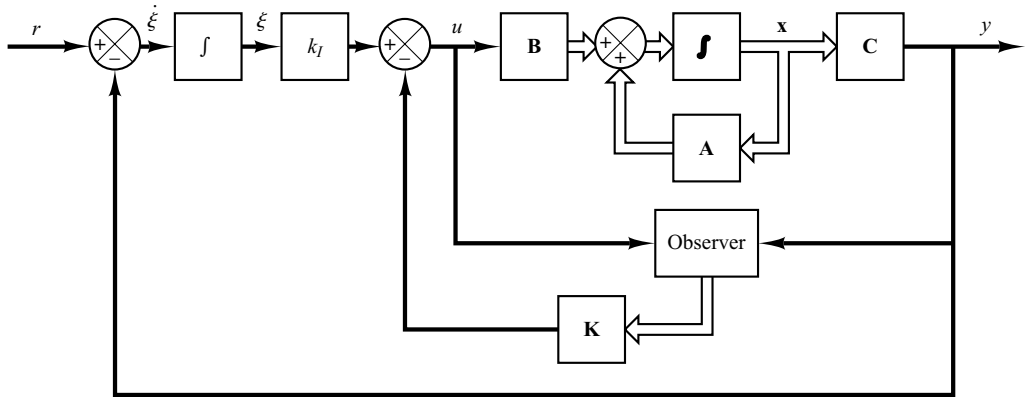 r + − ξ̇ ∫ ξ k_I + − u B + + ∫ x C y
A
Observer
K